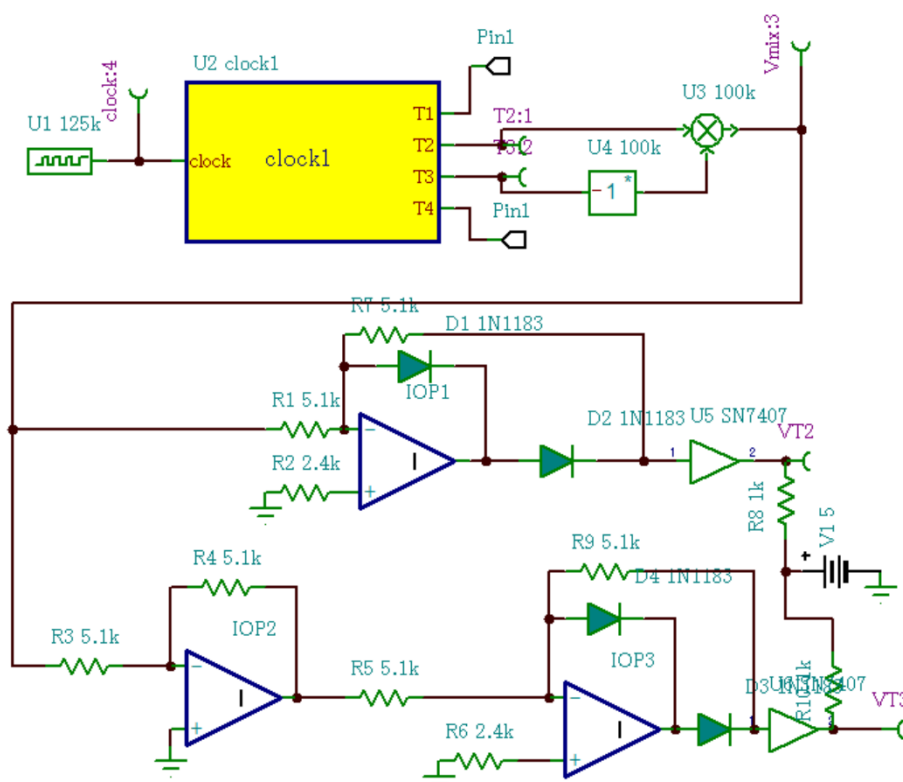 Pin1
Vmix:3
U2 clock1
clock:4
U3 100k
U1 125k
T1
T2:1
T2
U4 100k
clock
clock1
T3
- 1 *
T4
Pin1
R7 5.1k
D1 1N1183
IOP1
R1 5.1k
D2 1N1183
U5 SN7407
VT2
−
I
1
2
R2 2.4k
+
R8 1k
V1 5
+
R4 5.1k
R9 5.1k
D4 1N1183
IOP2
R3 5.1k
IOP3
−
I
R5 5.1k
D3 1N1183
VT3
−
I
1
R6 2.4k
+
+